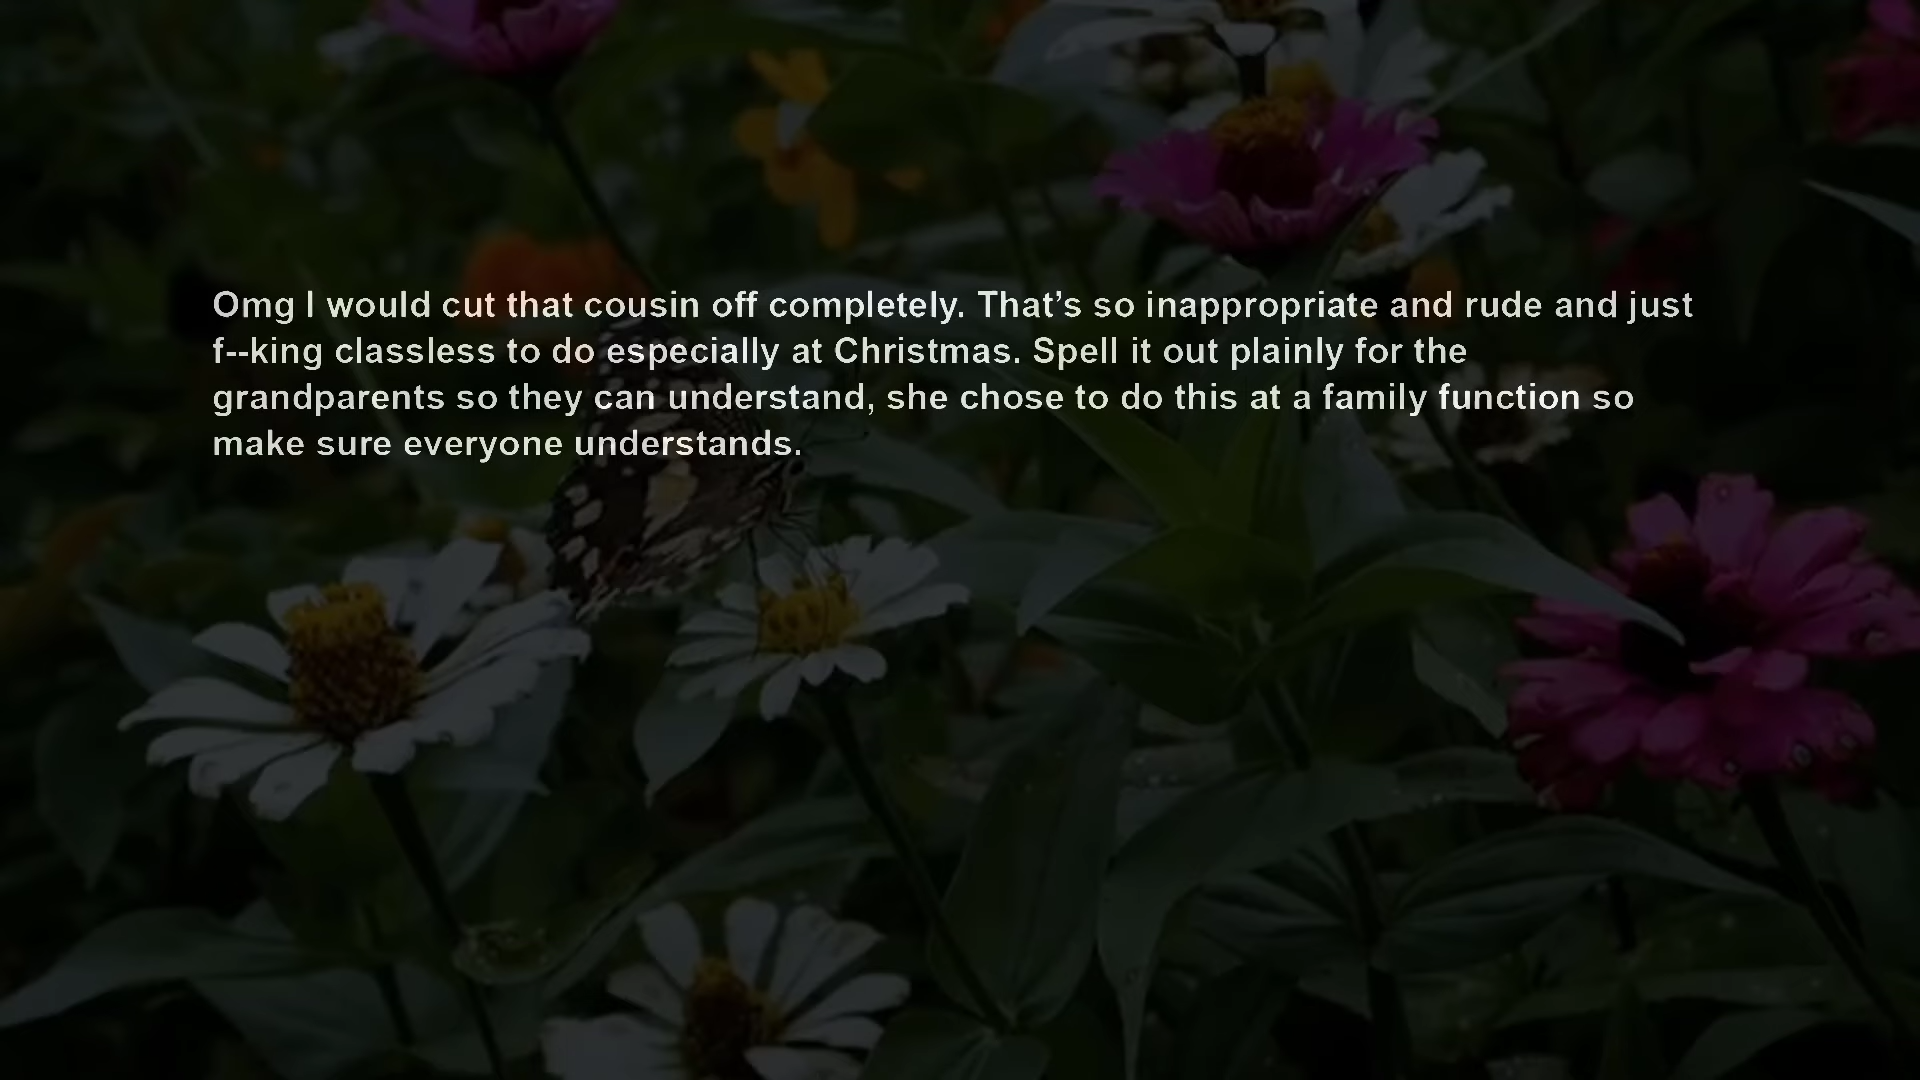 Omg I would cut that cousin off completely. That’s so inappropriate and rude and just
f--king classless to do especially at Christmas. Spell it out plainly for the
grandparents so they can understand, she chose to do this at a family function so
make sure everyone understands.